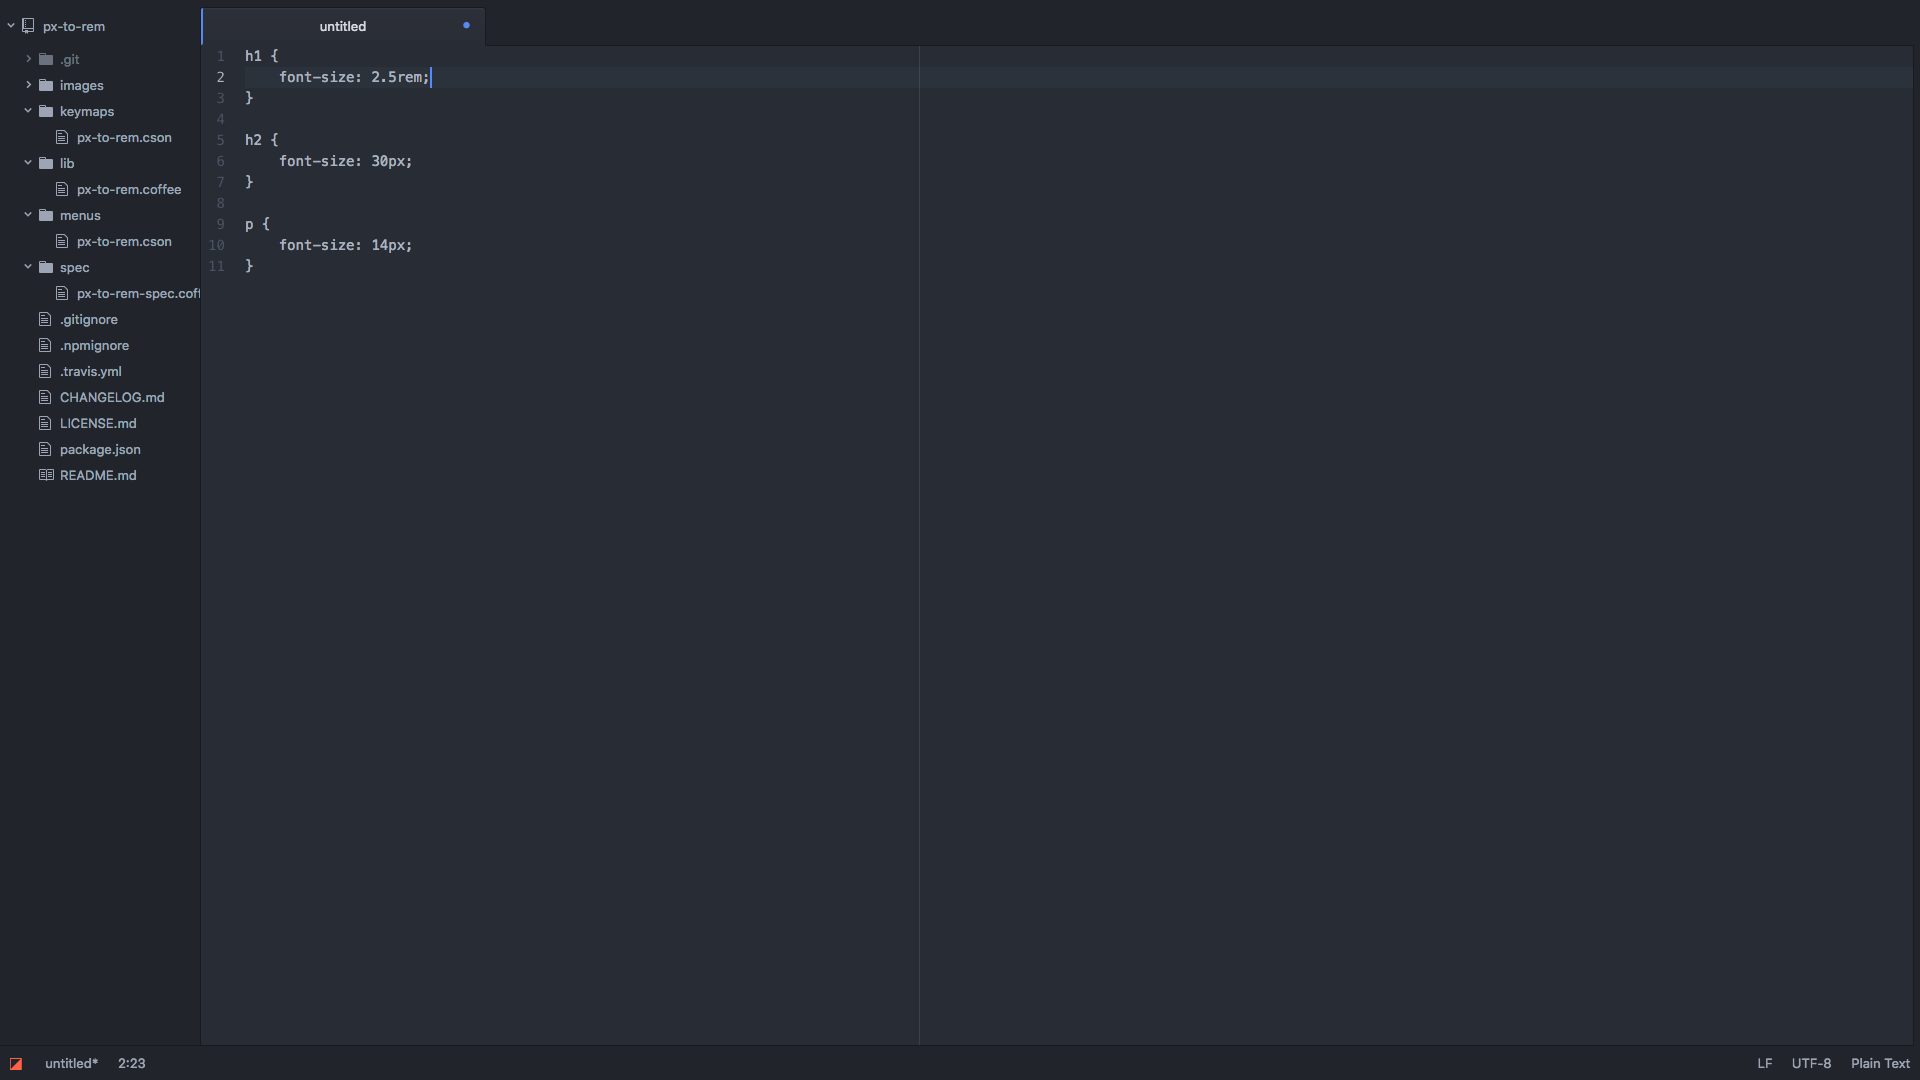 px-to-rem
.git
images
keymaps
px-to-rem.cson
lib
px-to-rem.coffee
menus
px-to-rem.cson
spec
px-to-rem-spec.coff
.gitignore
.npmignore
.travis.yml
CHANGELOG.md
LICENSE.md
package.json
README.md
untitled
1 h1 {
2 font-size: 2.5rem;
3 }
4
5 h2 {
6 font-size: 30px;
7 }
8
9 p {
10 font-size: 14px;
11 }
untitled* 2:23
LF UTF-8 Plain Text